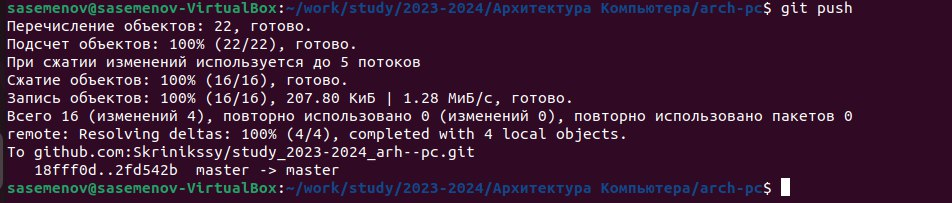 sasemenov@sasemenov-VirtualBox:~/work/study/2023-2024/Архитектура Компьютера/arch-pc$ git push
Перечисление объектов: 22, готово.
Подсчет объектов: 100% (22/22), готово.
При сжатии изменений используется до 5 потоков
Сжатие объектов: 100% (16/16), готово.
Запись объектов: 100% (16/16), 207.80 КиБ | 1.28 МиБ/с, готово.
Всего 16 (изменений 4), повторно использовано 0 (изменений 0), повторно использовано пакетов 0
remote: Resolving deltas: 100% (4/4), completed with 4 local objects.
To github.com:Skrinikssy/study_2023-2024_arh--pc.git
   18fff0d..2fd542b  master -> master
sasemenov@sasemenov-VirtualBox:~/work/study/2023-2024/Архитектура Компьютера/arch-pc$